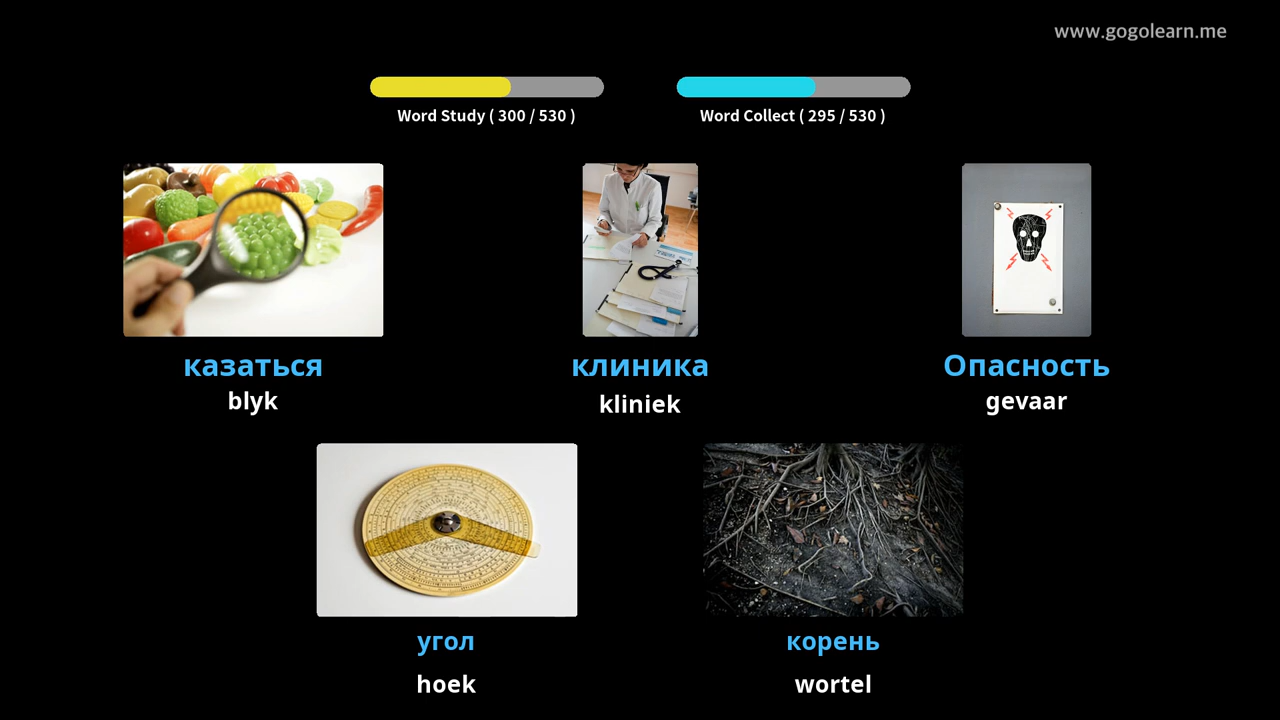 www.gogolearn.me
Word Study ( 300 / 530 )
Word Collect ( 295 / 530 )
казаться
blyk
клиника
kliniek
Опасность
gevaar
угол
hoek
корень
wortel